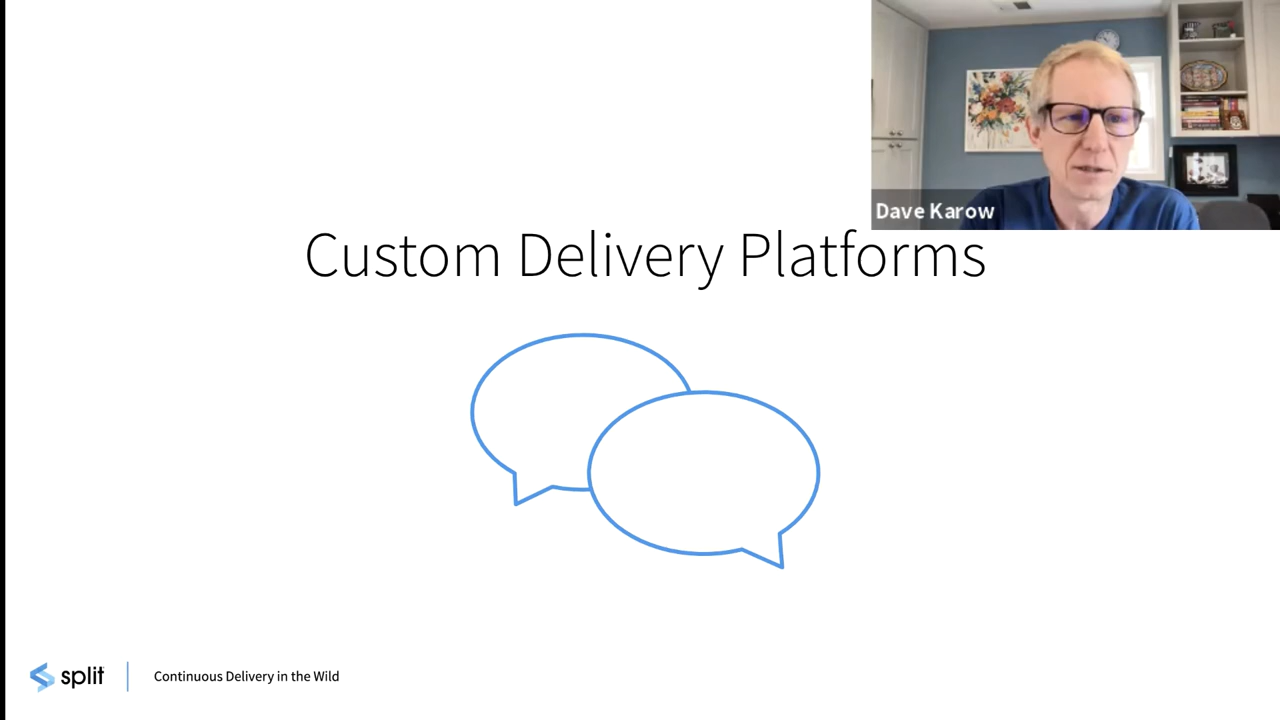 Dave Karow
Custom Delivery Platforms
split
Continuous Delivery in the Wild